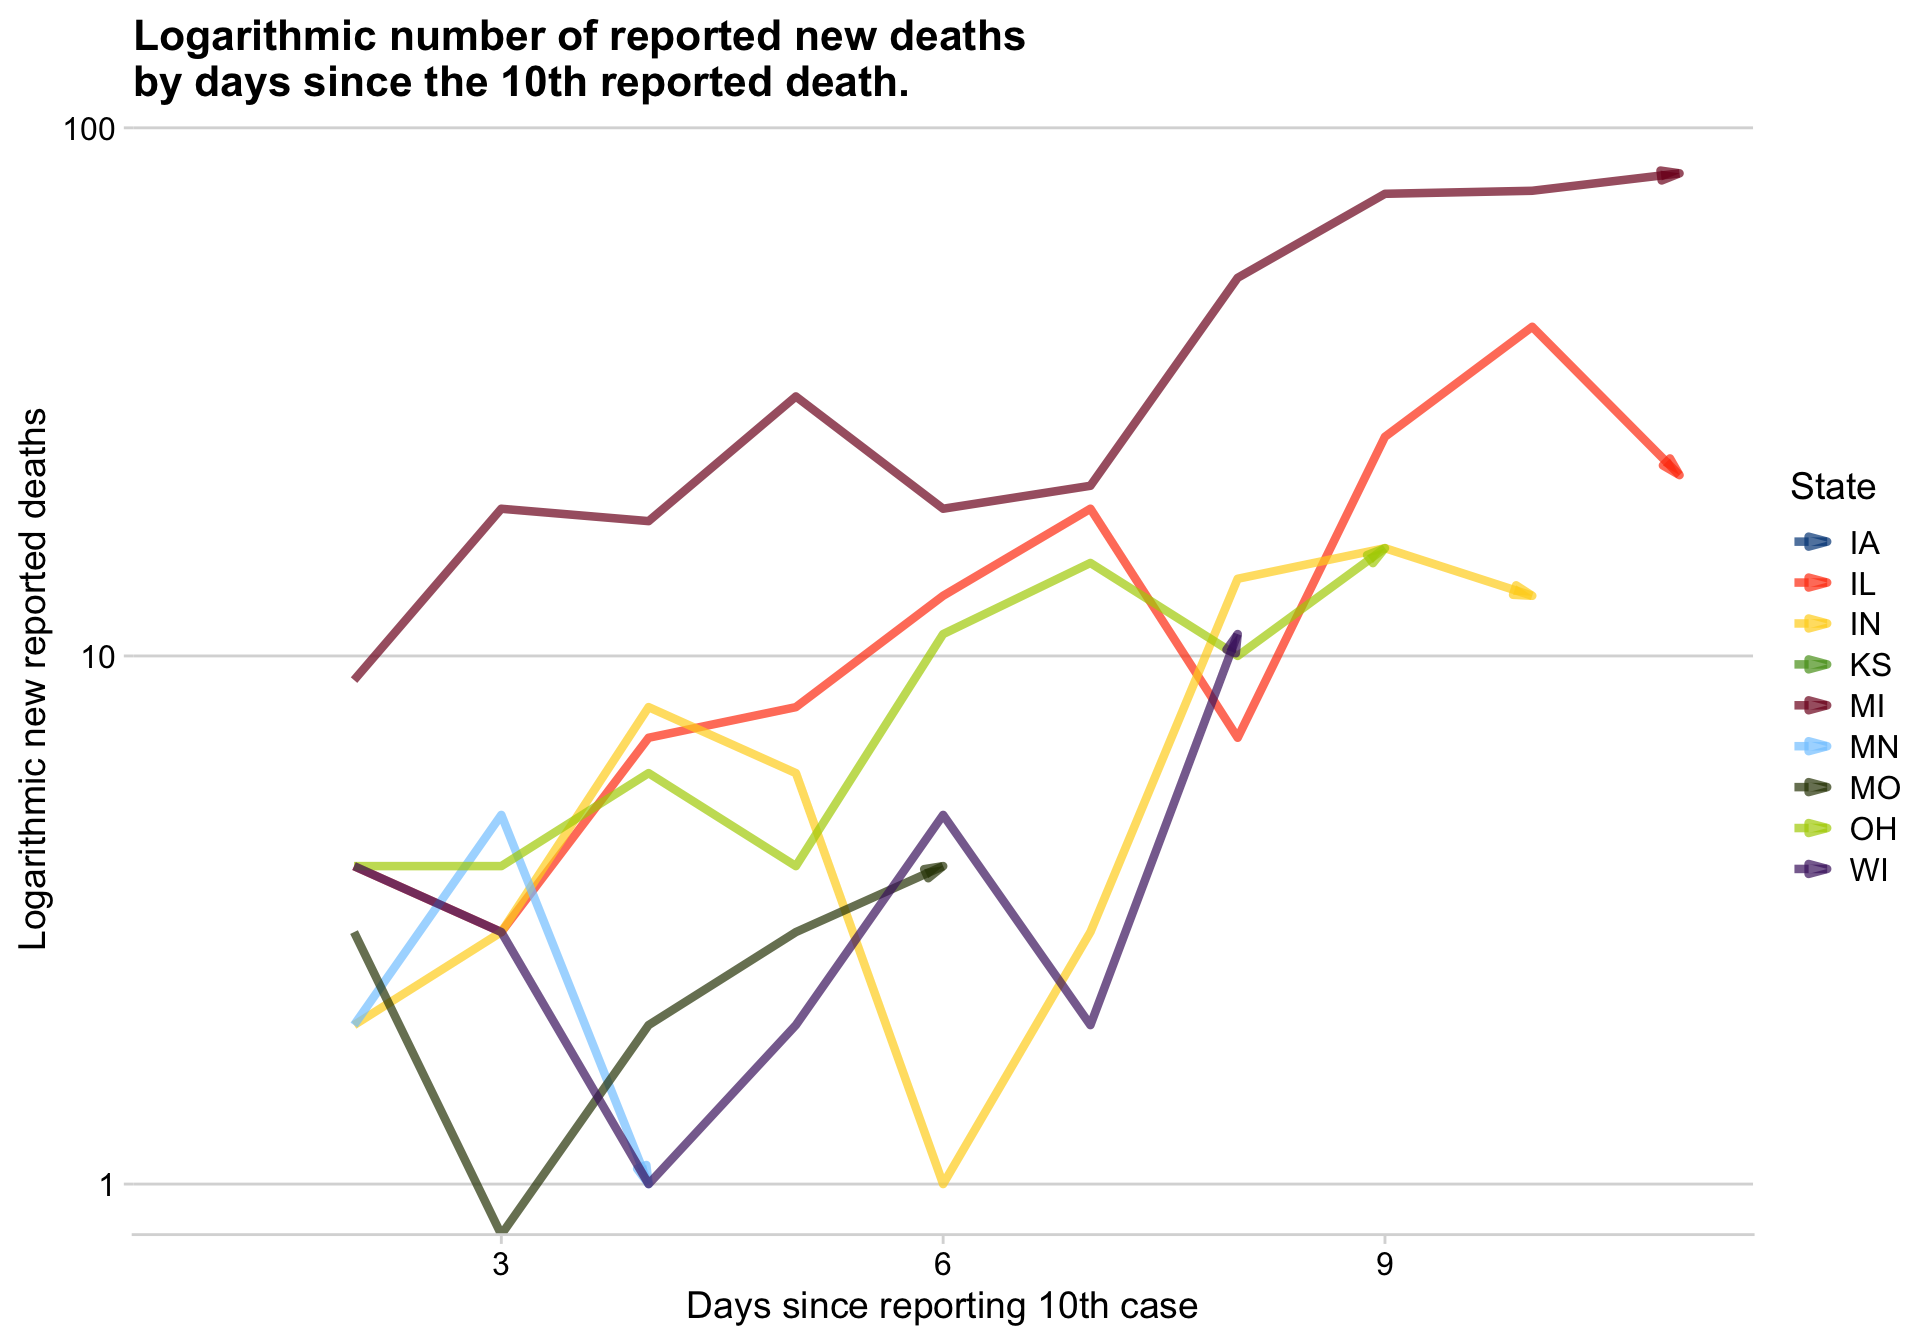 Logarithmic number of reported new deaths
by days since the 10th reported death.
100
10
1
Logarithmic new reported deaths
3
6
9
Days since reporting 10th case
State
IA
IL
IN
KS
MI
MN
MO
OH
WI